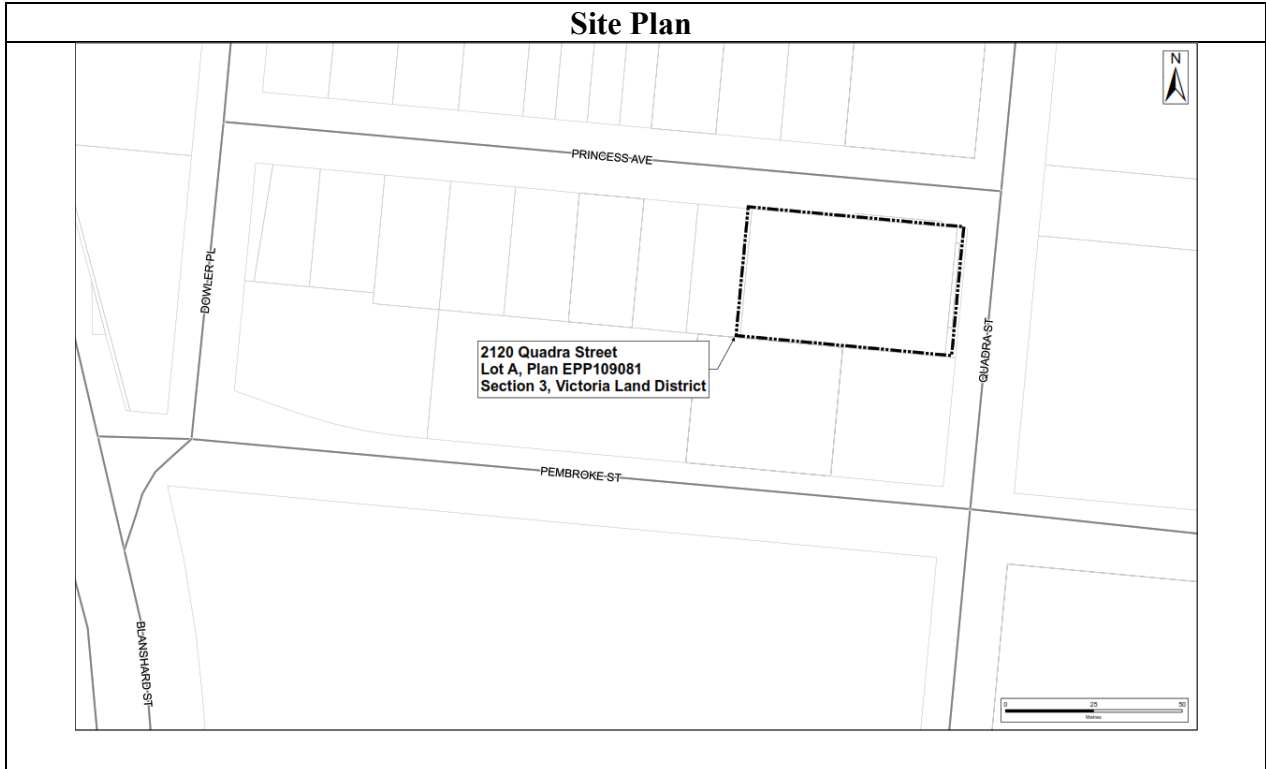 Site Plan
N
PRINCESS AVE
DOWLER PL
QUADRA ST
2120 Quadra Street
Lot A, Plan EPP109081
Section 3, Victoria Land District
PEMBROKE ST
BLANSHARD ST
0 25 50
Metres